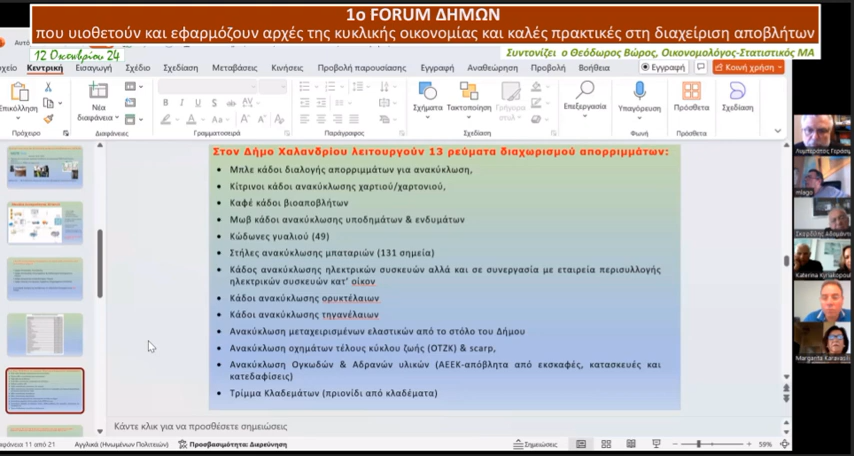 1ο FORUM ΔΗΜΩΝ
που υιοθετούν και εφαρμόζουν αρχές της κυκλικής οικονομίας και καλές πρακτικές στη διαχείριση αποβλήτων
12 Οκτωβρίου 24
Συντονίζει ο Θεόδωρος Βώρος, Οικονομολόγος-Στατιστικός ΜΑ
Κεντρική Εισαγωγή Σχέδιο Σχεδίαση Μεταβάσεις Κινήσεις Προβολή παρουσίασης Εγγραφή Αναθεώρηση Προβολή Βοήθεια Εγγραφή Κοινή χρήση
Επικόλληση
Νέα
διαφάνεια
Σχήματα Τακτοποίηση Γρήγορα
στυλ
Επεξεργασία
Υπαγόρευση
Πρόσθετα
Σχεδίαση
Πρόχειρο Διαφάνειες Γραμματοσειρά Παράγραφος Σχεδίαση Φωνή Πρόσθετα
Στον Δήμο Χαλανδρίου λειτουργούν 13 ρεύματα διαχωρισμού απορριμμάτων:
• Μπλε κάδοι διαλογής απορριμμάτων για ανακύκλωση,
• Κίτρινοι κάδοι ανακύκλωσης χαρτιού/χαρτονιού,
• Καφέ κάδοι βιοαποβλήτων
• Μωβ κάδοι ανακύκλωσης υποδημάτων & ενδυμάτων
• Κώδωνες γυαλιού (49)
• Στήλες ανακύκλωσης μπαταριών (131 σημεία)
• Κάδος ανακύκλωσης ηλεκτρικών συσκευών αλλά και σε συνεργασία με εταιρεία περισυλλογής
ηλεκτρικών συσκευών κατ' οίκον
• Κάδοι ανακύκλωσης ορυκτέλαιων
• Κάδοι ανακύκλωσης τηγανέλαιων
• Ανακύκλωση μεταχειρισμένων ελαστικών από το στόλο του Δήμου
• Ανακύκλωση οχημάτων τέλους κύκλου ζωής (ΟΤΖΚ) & scarp,
• Ανακύκλωση Ογκωδών & Αδρανών υλικών (ΑΕΕΚ-απόβλητα από εκσκαφές, κατασκευές και
κατεδαφίσεις)
• Τρίμμα Κλαδεμάτων (πριονίδι από κλαδέματα)
Κάντε κλικ για να προσθέσετε σημειώσεις
11 από 21 Αγγλικά (Ηνωμένων Πολιτειών) Προσβασιμότητα: Διερεύνηση Σημειώσεις 59%
mlago
Katerina Kyriakopoul
Margarita Karavasili